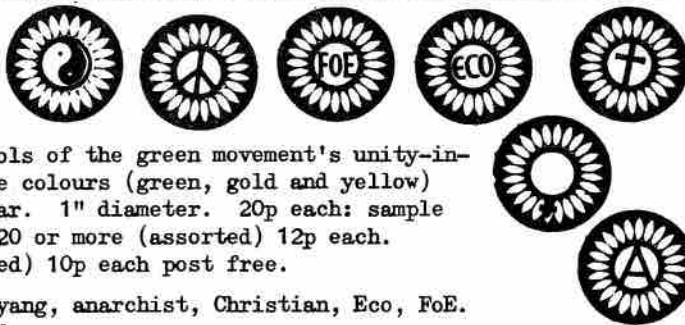 FOE
ECO
ols of the green movement's unity-in-
e colours (green, gold and yellow)
ar. 1" diameter. 20p each: sample
20 or more (assorted) 12p each.
ed) 10p each post free.
A
yang, anarchist, Christian, Eco, FoE.